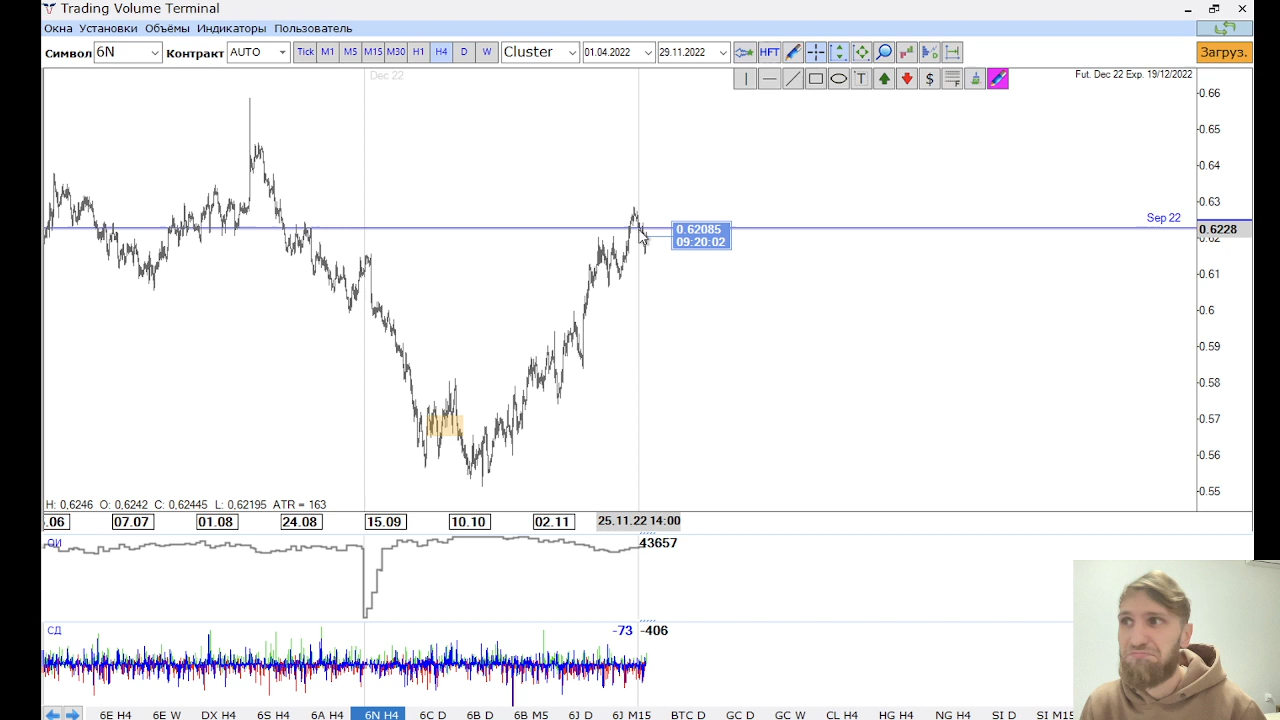 Trading Volume Terminal
Окна Установки Объёмы Индикаторы Пользователь
Символ 6N Контракт AUTO Tick M1 M5 M15 M30 H1 H4 D W Cluster 01.04.2022 29.11.2022 HFT Загруз.
T $ F
Dec 22
Fut. Dec 22 Exp. 19/12/2022
0.66
0.65
0.64
0.63
Sep 22
0.62085
0.6228
0.62
09:20:02
0.61
0.6
0.59
0.58
0.57
0.56
0.55
H: 0,6246 O: 0,6242 C: 0,62445 L: 0,62195 ATR = 163
.06 07.07 01.08 24.08 15.09 10.10 02.11 25.11.22 14:00
ОИ 43657
СД -73 -406
6E H4 6E W DX H4 6S H4 6A H4 6N H4 6C D 6B D 6B M5 6J D 6J M15 BTC D GC D GC W CL H4 HG H4 NG H4 SI D SI M15